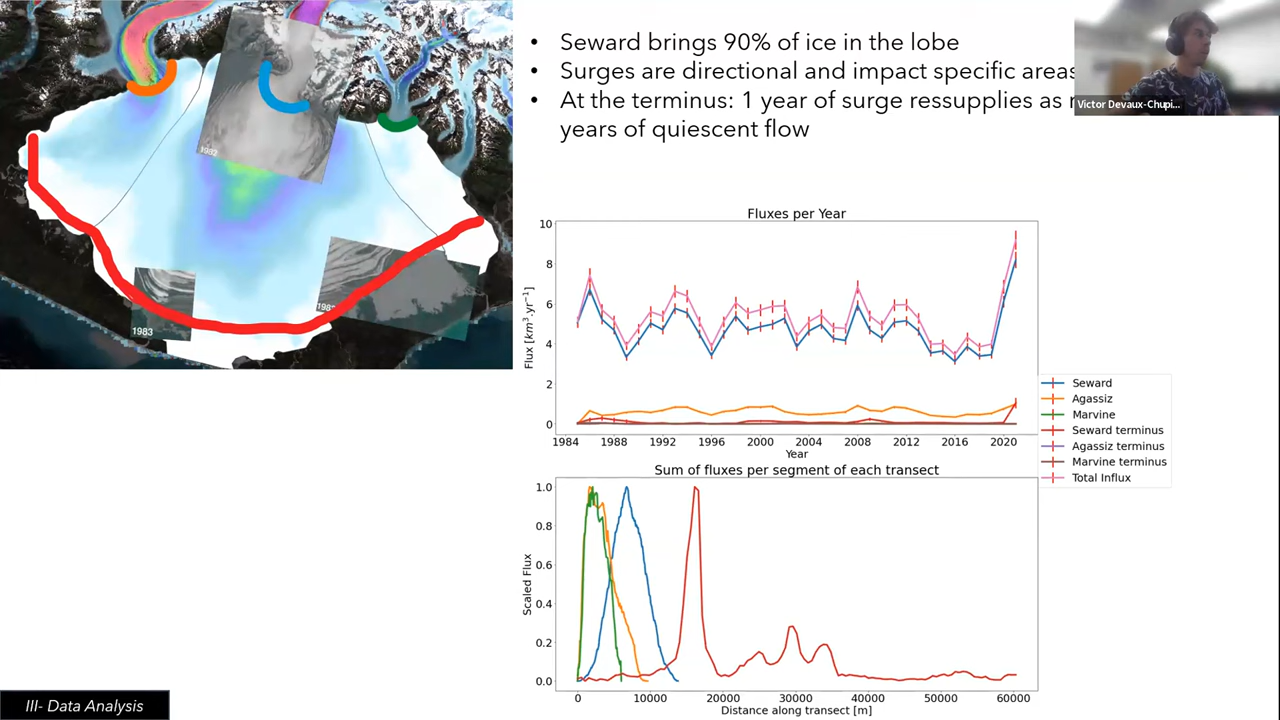 • Seward brings 90% of ice in the lobe
• Surges are directional and impact specific areas
• At the terminus: 1 year of surge ressupplies as
years of quiescent flow
Victor Devaux-Chupi...
1983
Fluxes per Year
10
8
6
4
2
0
Flux [km³.yr⁻¹]
1984 1988 1992 1996 2000 2004 2008 2012 2016 2020
Year
Seward
Agassiz
Marvine
Seward terminus
Agassiz terminus
Marvine terminus
Total Influx
Sum of fluxes per segment of each transect
1.0
0.8
0.6
0.4
0.2
0.0
Scaled Flux
0 10000 20000 30000 40000 50000 60000
Distance along transect [m]
III- Data Analysis